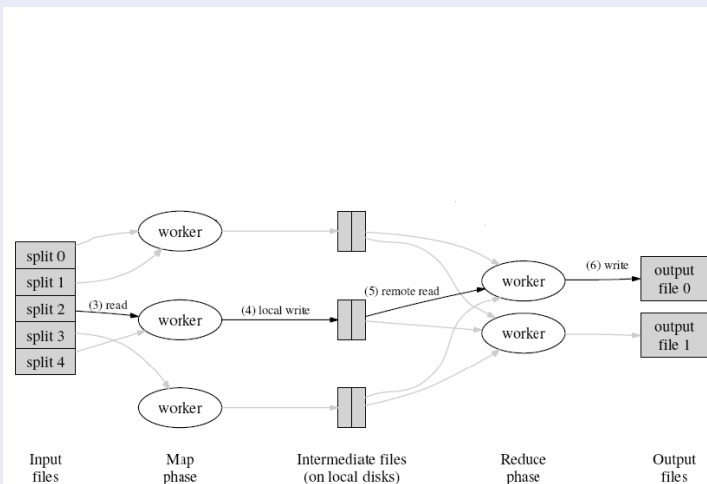 worker
split 0
split 1
split 2
split 3
split 4
(3) read
worker
(4) local write
(5) remote read
worker
(6) write
output
file 0
worker
output
file 1
worker
Input
files
Map
phase
Intermediate files
(on local disks)
Reduce
phase
Output
files